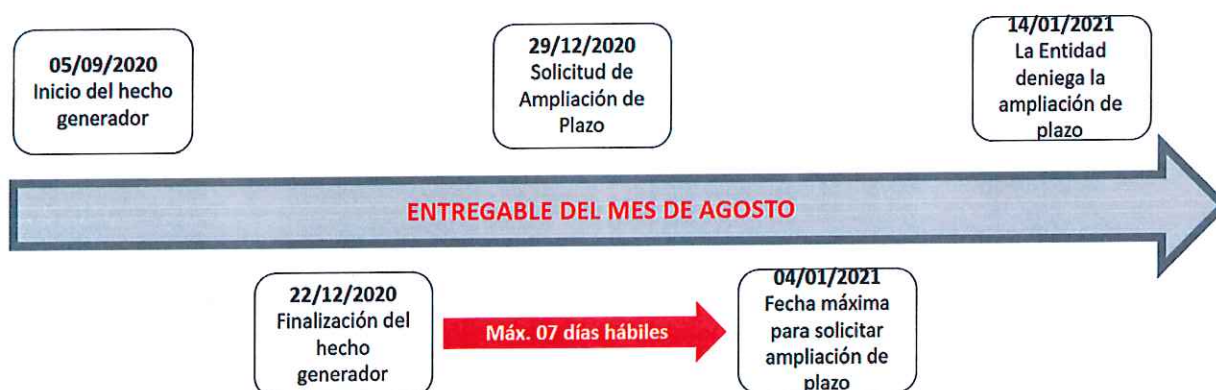 05/09/2020
Inicio del hecho
generador
29/12/2020
Solicitud de
Ampliación de
Plazo
14/01/2021
La Entidad
deniega la
ampliación de
plazo
ENTREGABLE DEL MES DE AGOSTO
22/12/2020
Finalización del
hecho
generador
Máx. 07 días hábiles
04/01/2021
Fecha máxima
para solicitar
ampliación de
plazo